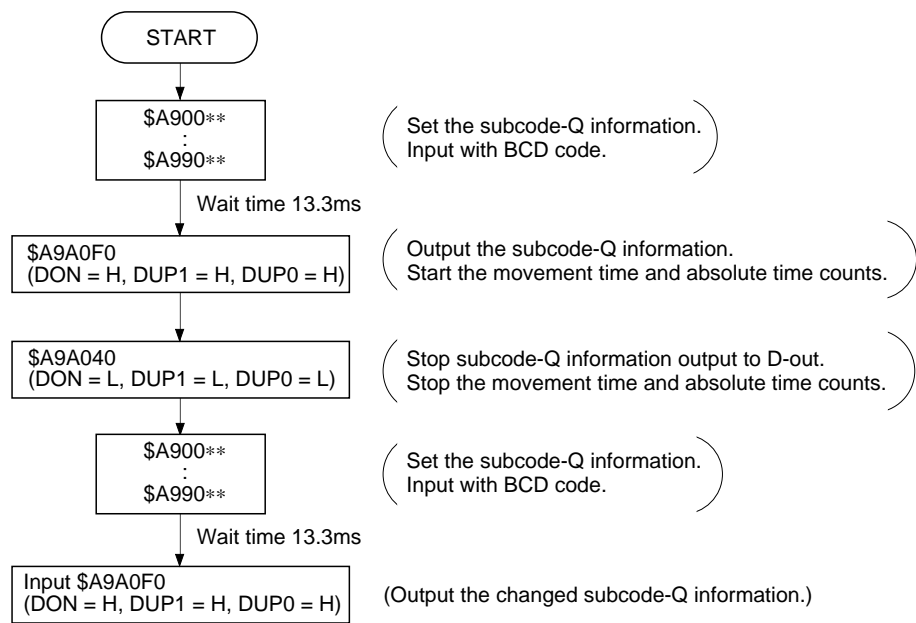 START
$A900**
:
$A990**
Set the subcode-Q information.
Input with BCD code.
Wait time 13.3ms
$A9A0F0
(DON = H, DUP1 = H, DUP0 = H)
Output the subcode-Q information.
Start the movement time and absolute time counts.
$A9A040
(DON = L, DUP1 = L, DUP0 = L)
Stop subcode-Q information output to D-out.
Stop the movement time and absolute time counts.
$A900**
:
$A990**
Set the subcode-Q information.
Input with BCD code.
Wait time 13.3ms
Input $A9A0F0
(DON = H, DUP1 = H, DUP0 = H)
(Output the changed subcode-Q information.)